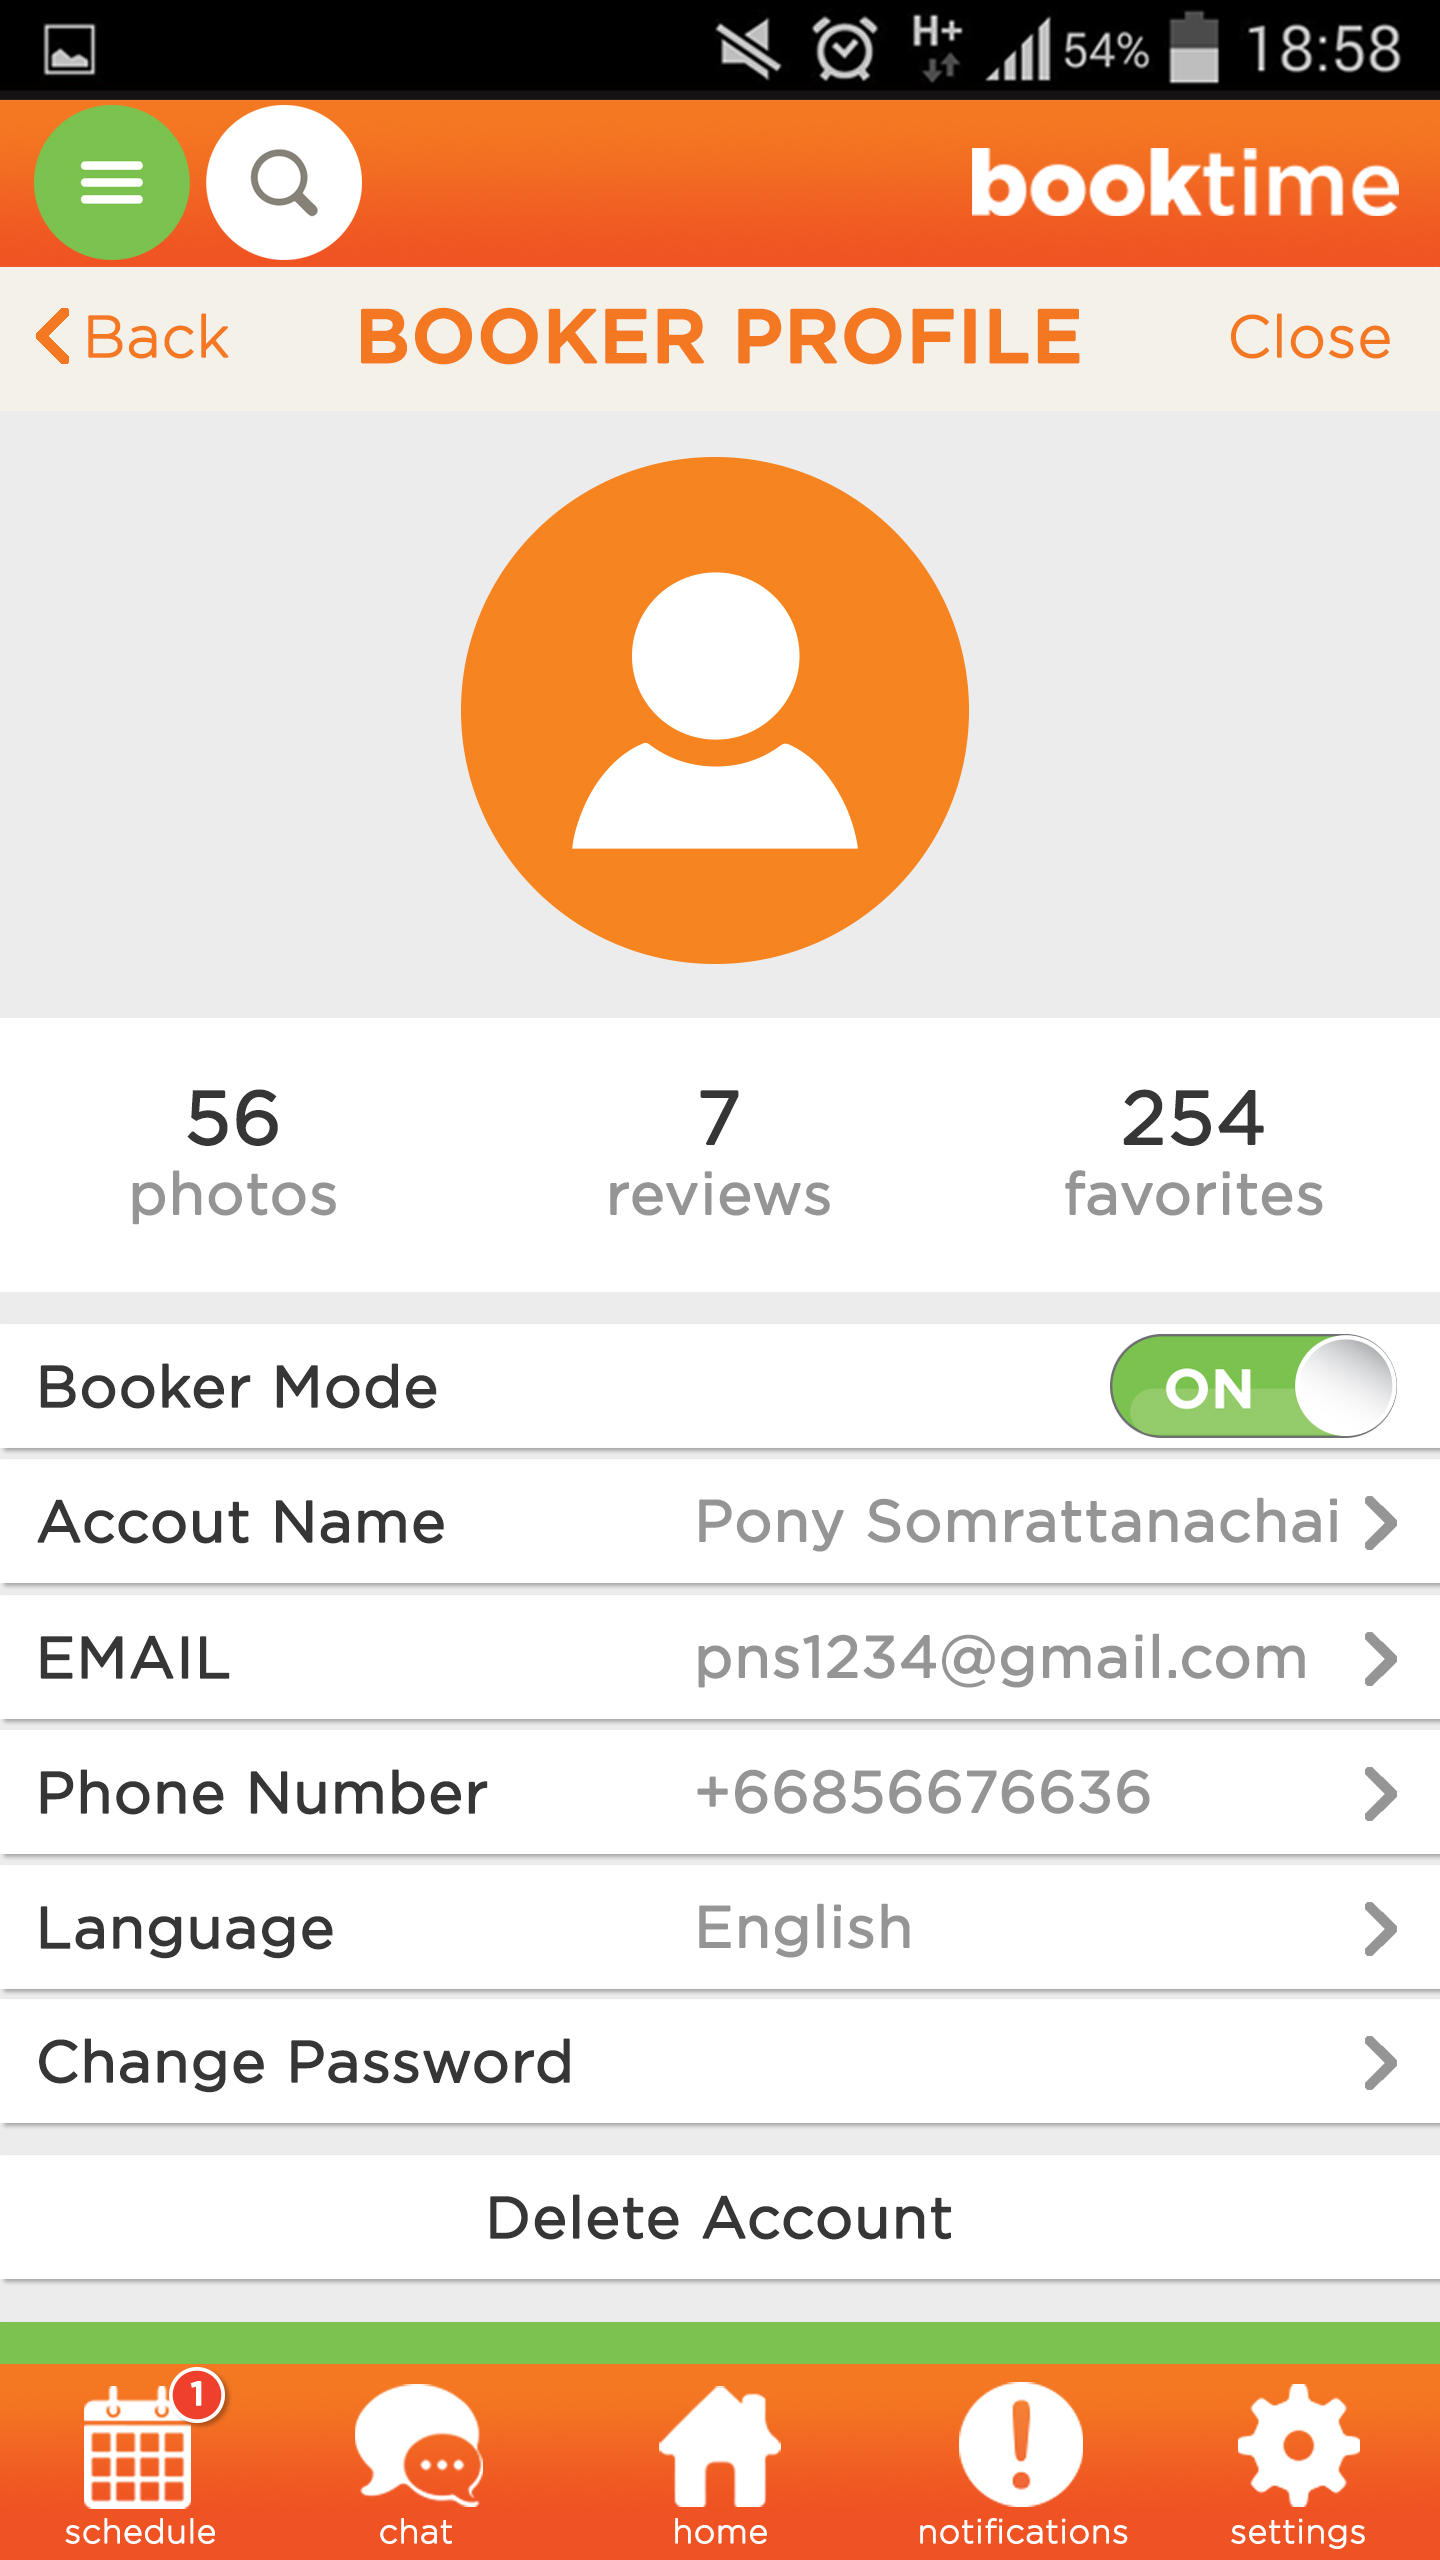 H+ 54% 18:58
booktime
Back BOOKER PROFILE Close
56 7 254
photos reviews favorites
Booker Mode ON
Accout Name Pony Somrattanachai
EMAIL pns1234@gmail.com
Phone Number +66856676636
Language English
Change Password
Delete Account
1
schedule chat home notifications settings